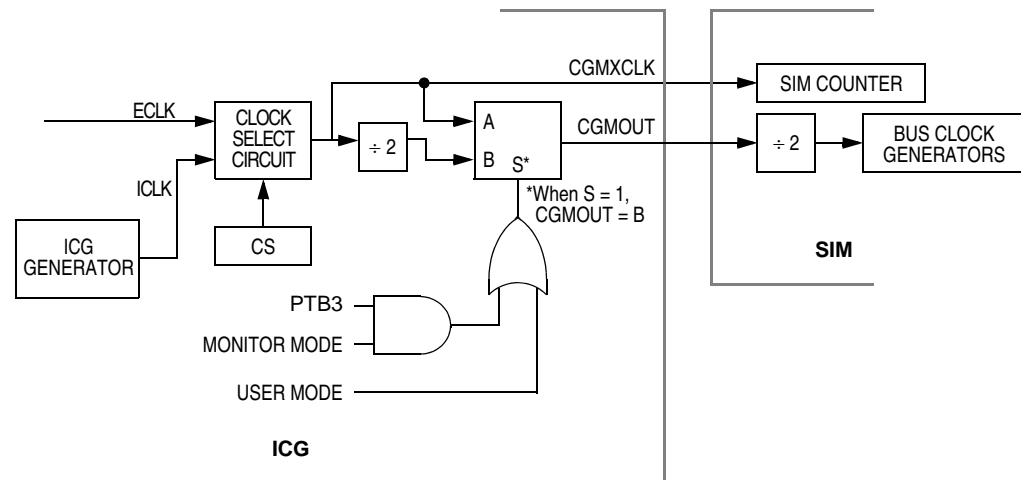 CGMXCLK
SIM COUNTER
ECLK
CLOCK
SELECT
CIRCUIT
A
CGMOUT
÷ 2
B
S*
÷ 2
BUS CLOCK
GENERATORS
ICLK
*When S = 1,
CGMOUT = B
ICG
GENERATOR
CS
SIM
PTB3
MONITOR MODE
USER MODE
ICG